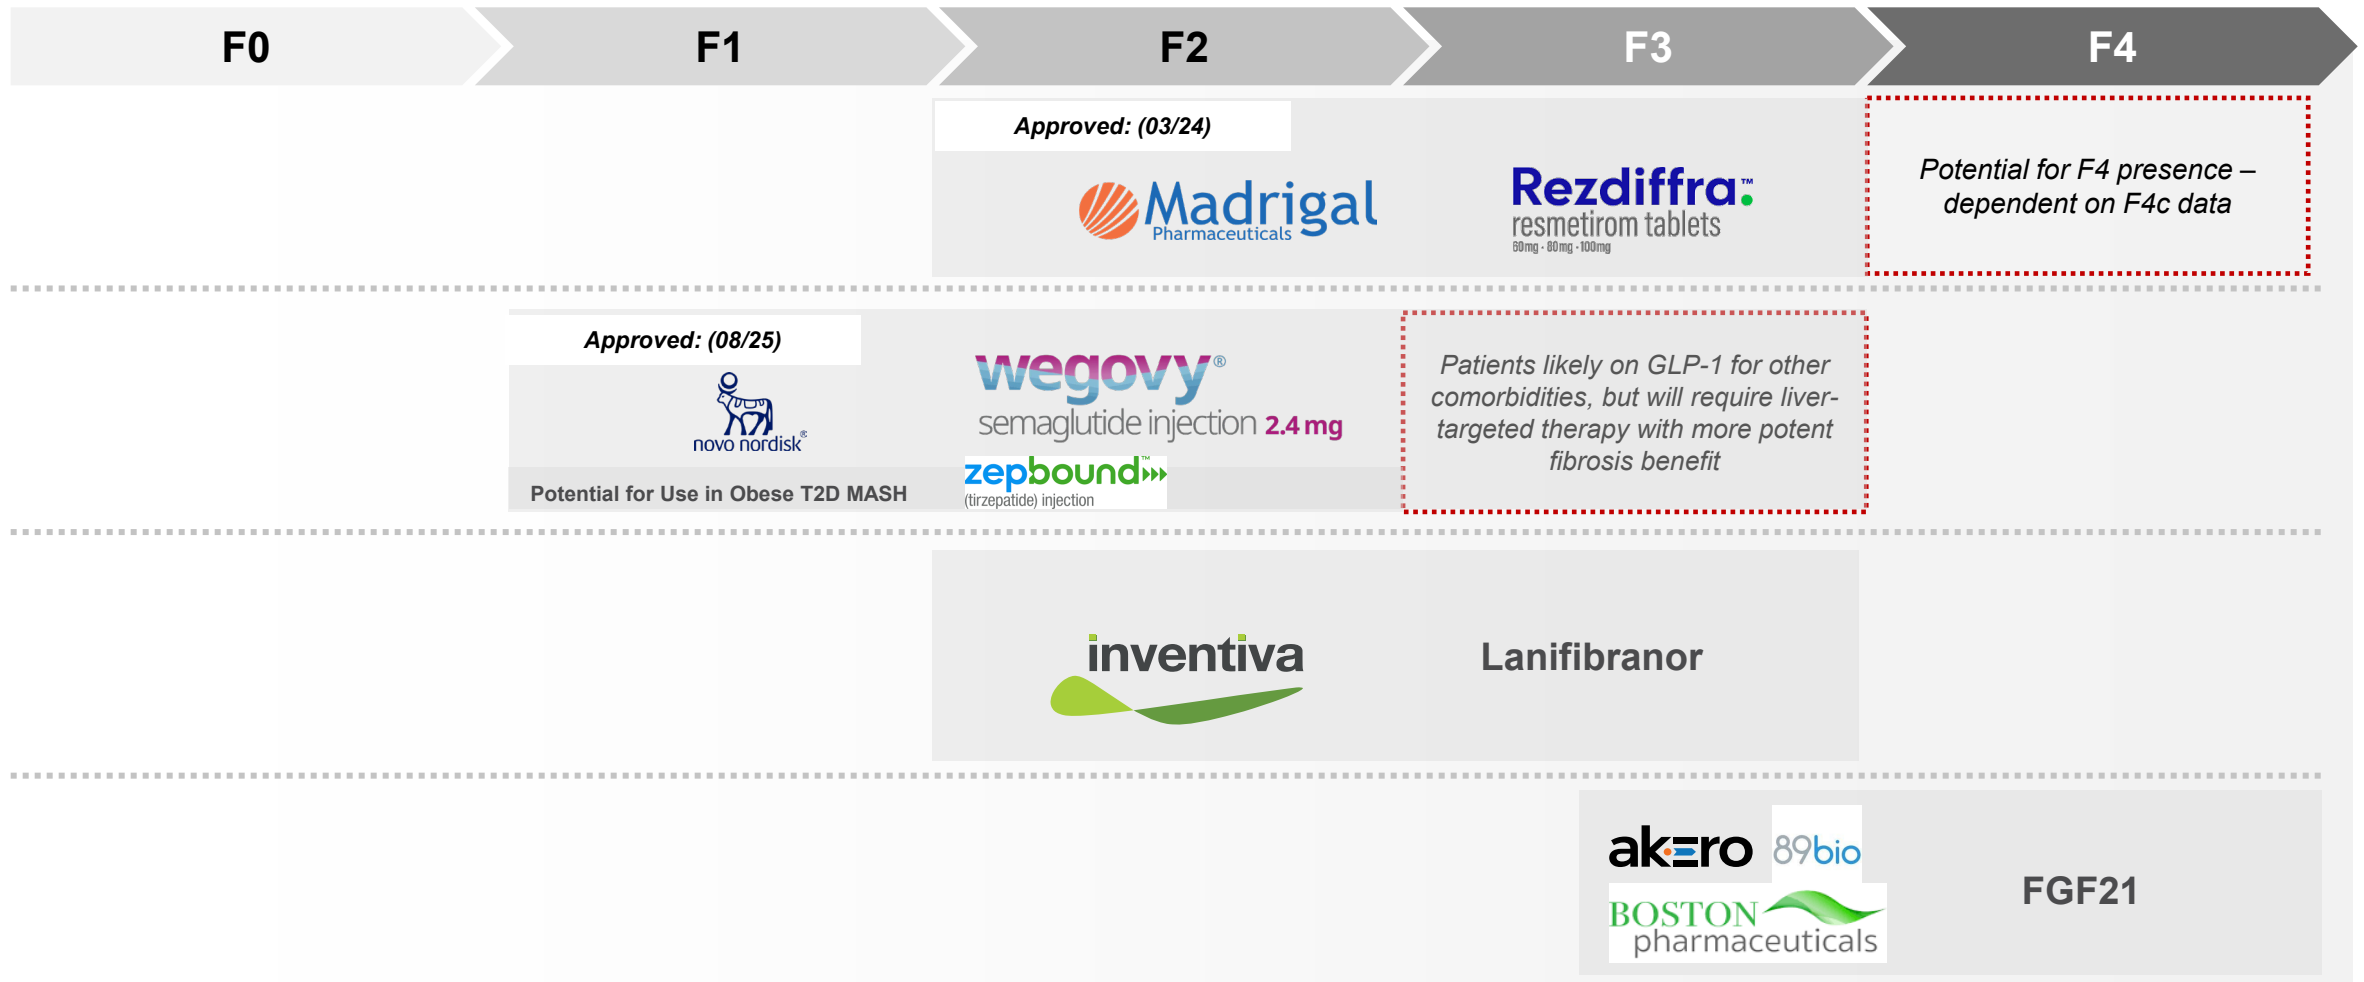 F0
F1
F2
F3
F4
Approved: (03/24)
Madrigal
Pharmaceuticals
Rezdiffra™
resmetirom tablets
60mg · 80mg · 100mg
Potential for F4 presence –
dependent on F4c data
Approved: (08/25)
novo nordisk®
wegovy®
semaglutide injection 2.4 mg
Potential for Use in Obese T2D MASH
zepbound™
(tirzepatide) injection
Patients likely on GLP-1 for other
comorbidities, but will require liver-
targeted therapy with more potent
fibrosis benefit
inventiva
Lanifibranor
akero
89bio
BOSTON
pharmaceuticals
FGF21